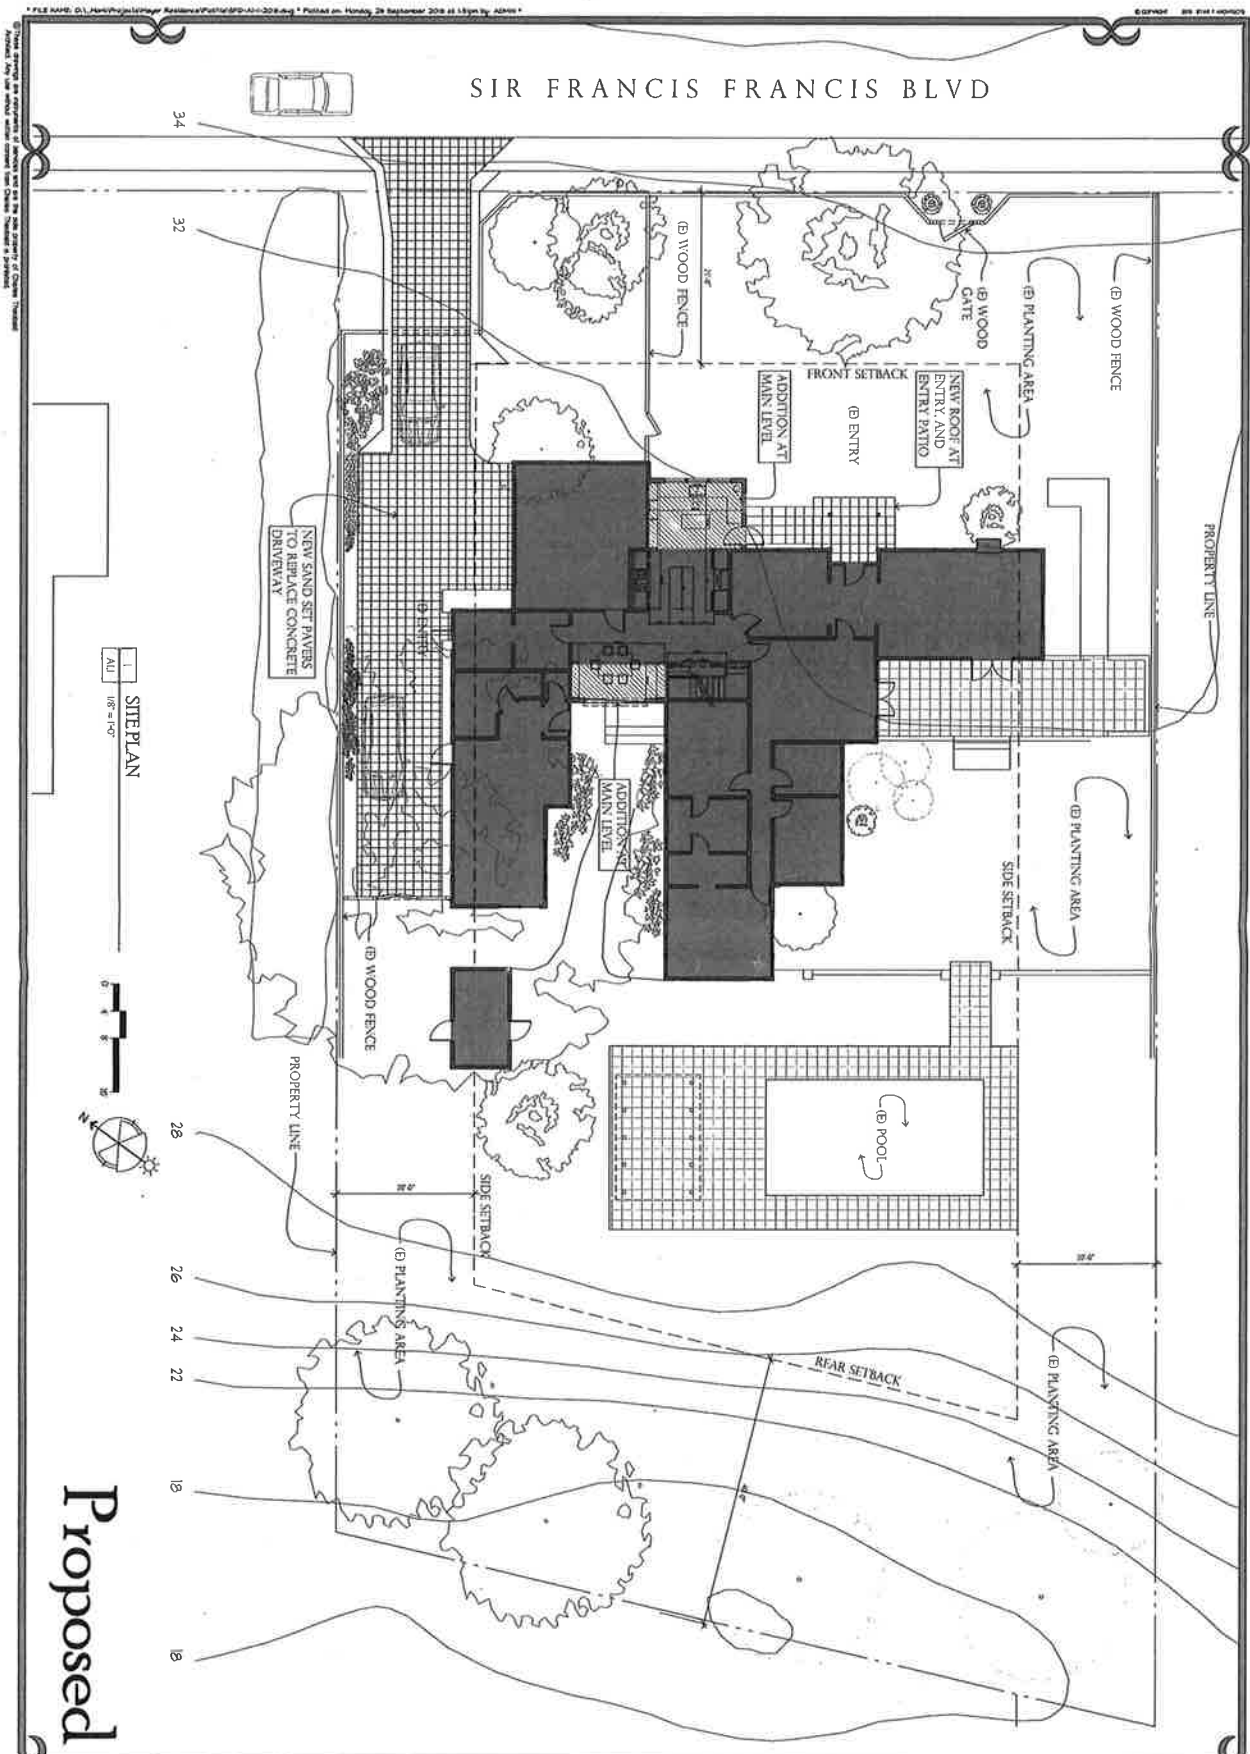 SIR FRANCIS FRANCIS BLVD
34
32
(E) WOOD FENCE
(E) WOOD
GATE
(E) PLANTING AREA
(E) WOOD FENCE
FRONT SETBACK
ADDITION AT
MAIN LEVEL
(E) ENTRY
NEW ROOF AT
ENTRY, AND
ENTRY PATIO
PROPERTY LINE
NEW SAND SET PAVERS
TO REPLACE CONCRETE
DRIVEWAY
(E) ENTRY
ADDITION AT
MAIN LEVEL
SIDE SETBACK
(E) PLANTING AREA
1
A1.1
SITE PLAN
1/8" = 1'-0"
(E) WOOD FENCE
N
PROPERTY LINE
(E) POOL
SIDE SETBACK
28
26
24
22
18
18
(E) PLANTING AREA
REAR SETBACK
(E) PLANTING AREA
Proposed